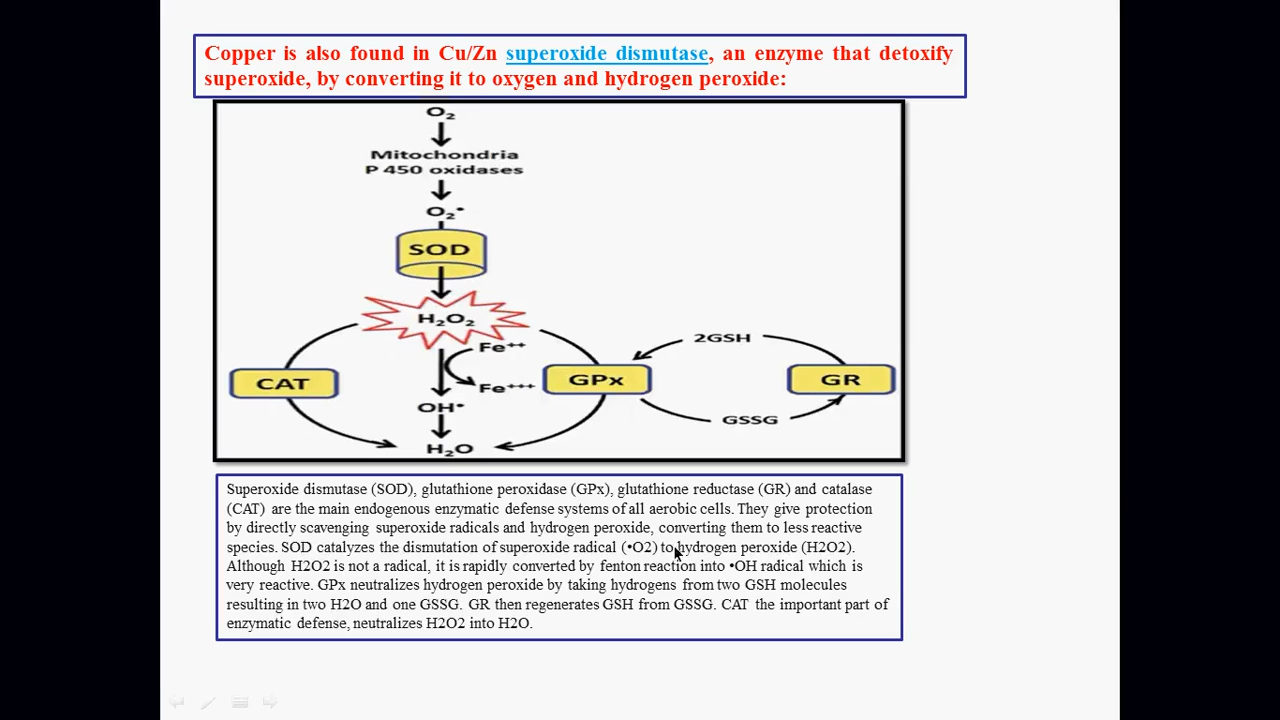 Copper is also found in Cu/Zn superoxide dismutase, an enzyme that detoxify
superoxide, by converting it to oxygen and hydrogen peroxide:
O₂
Mitochondria
P 450 oxidases
O₂•
SOD
H₂O₂
Fe⁺⁺
2GSH
CAT
GPx
GR
Fe⁺⁺⁺
OH•
GSSG
H₂O
Superoxide dismutase (SOD), glutathione peroxidase (GPx), glutathione reductase (GR) and catalase
(CAT) are the main endogenous enzymatic defense systems of all aerobic cells. They give protection
by directly scavenging superoxide radicals and hydrogen peroxide, converting them to less reactive
species. SOD catalyzes the dismutation of superoxide radical (•O2) to hydrogen peroxide (H2O2).
Although H2O2 is not a radical, it is rapidly converted by fenton reaction into •OH radical which is
very reactive. GPx neutralizes hydrogen peroxide by taking hydrogens from two GSH molecules
resulting in two H2O and one GSSG. GR then regenerates GSH from GSSG. CAT the important part of
enzymatic defense, neutralizes H2O2 into H2O.